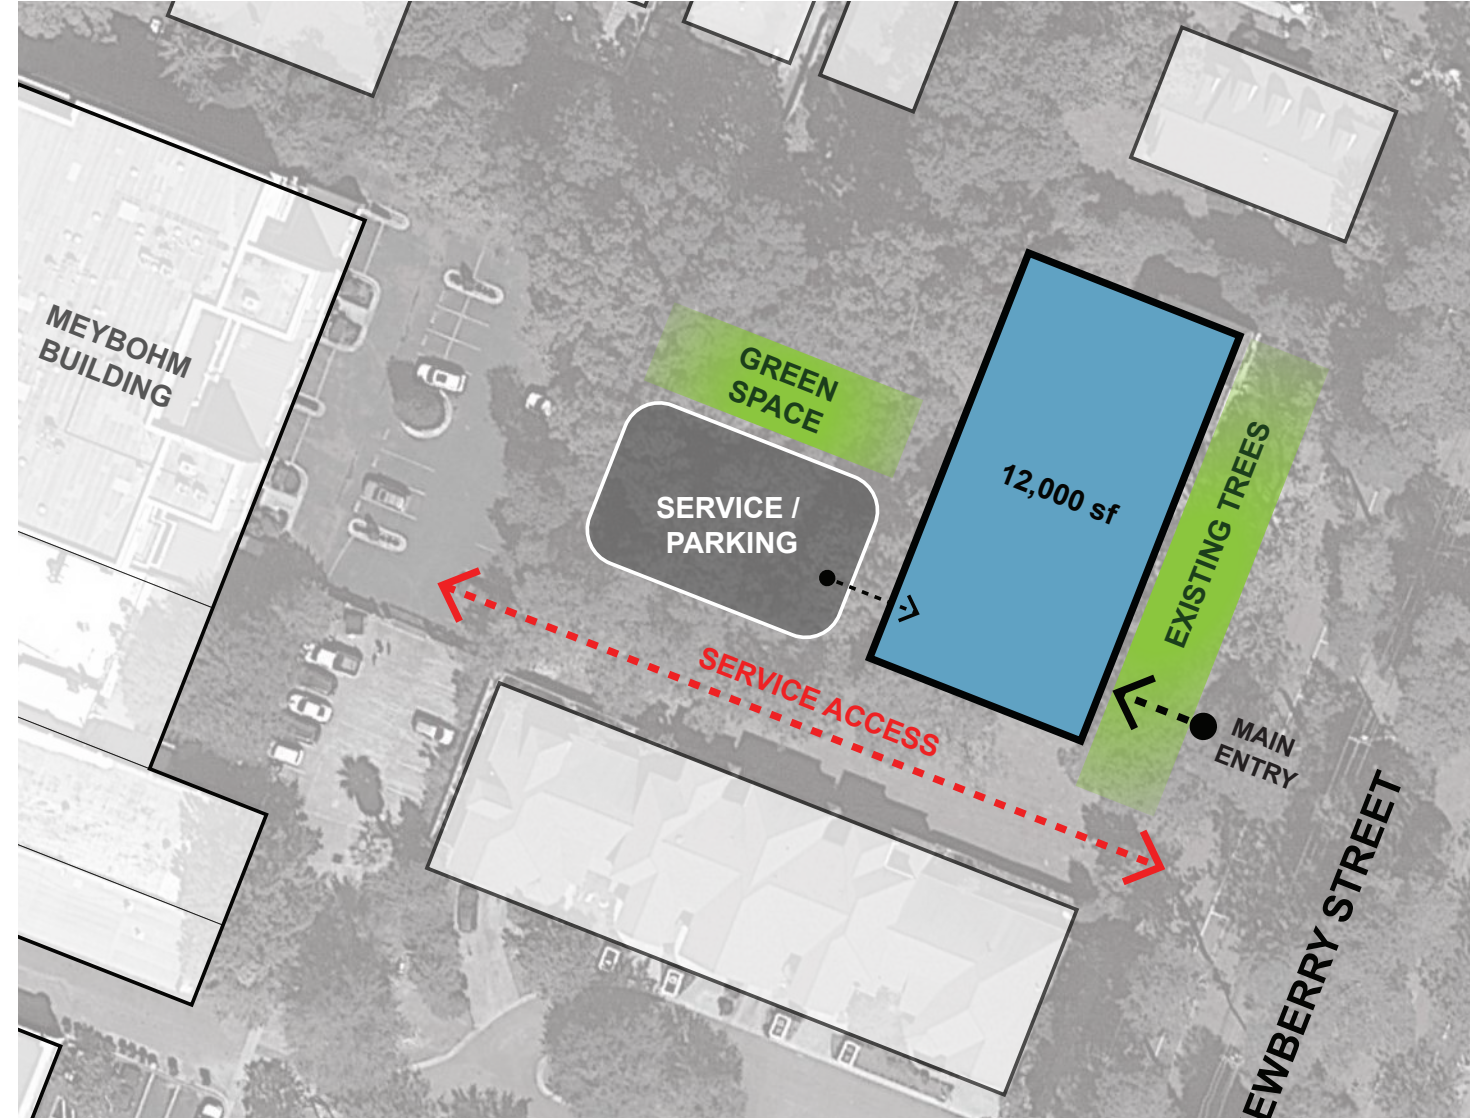 MEYBOHM
BUILDING
GREEN
SPACE
SERVICE /
PARKING
12,000 sf
EXISTING TREES
SERVICE ACCESS
MAIN
ENTRY
EWBERRY STREET